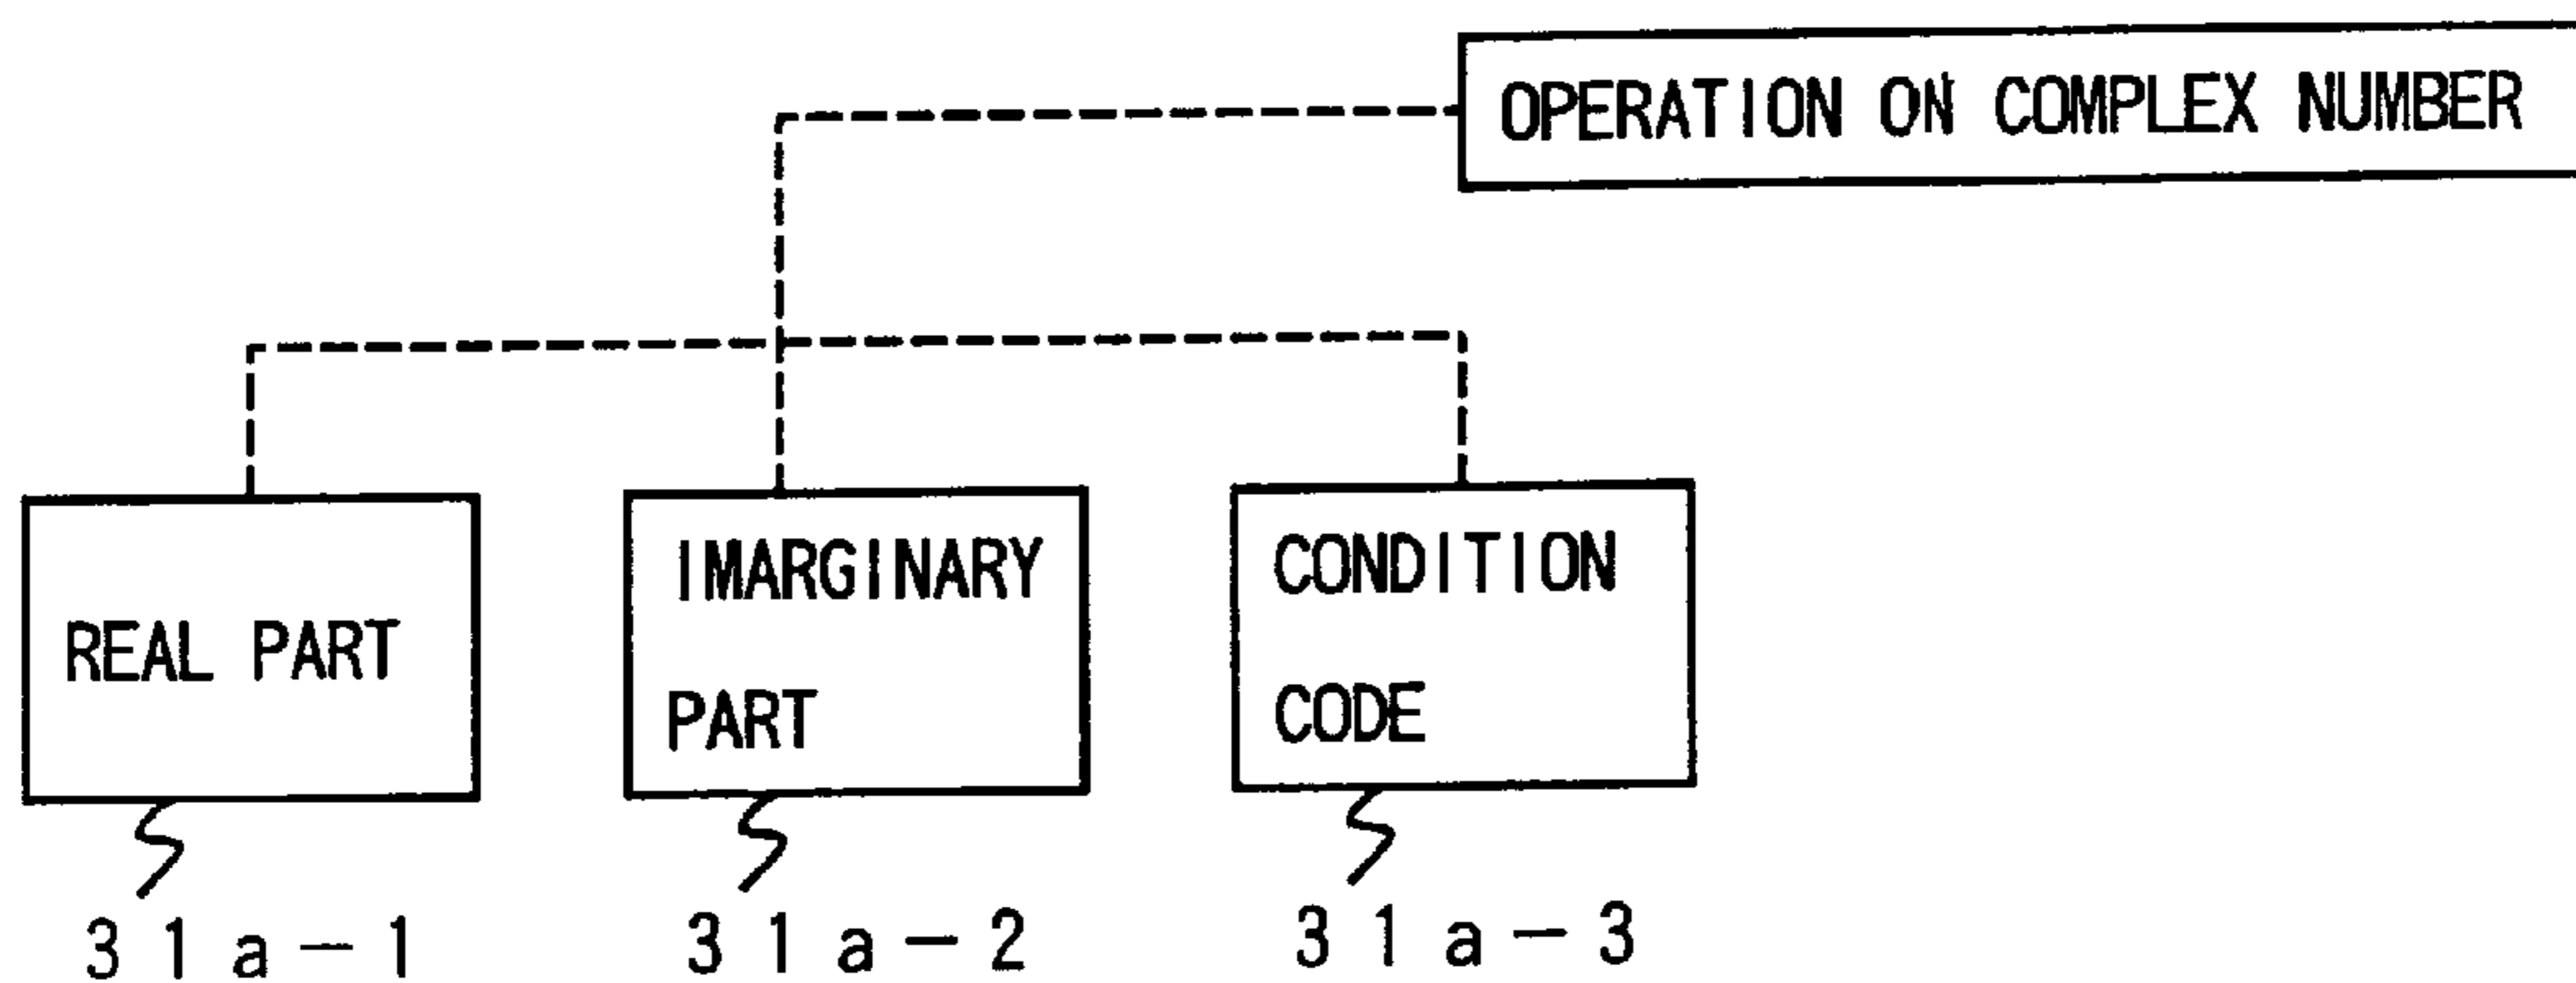 OPERATION ON COMPLEX NUMBER
REAL PART
IMARGINARY
PART
CONDITION
CODE
31a-1
31a-2
31a-3